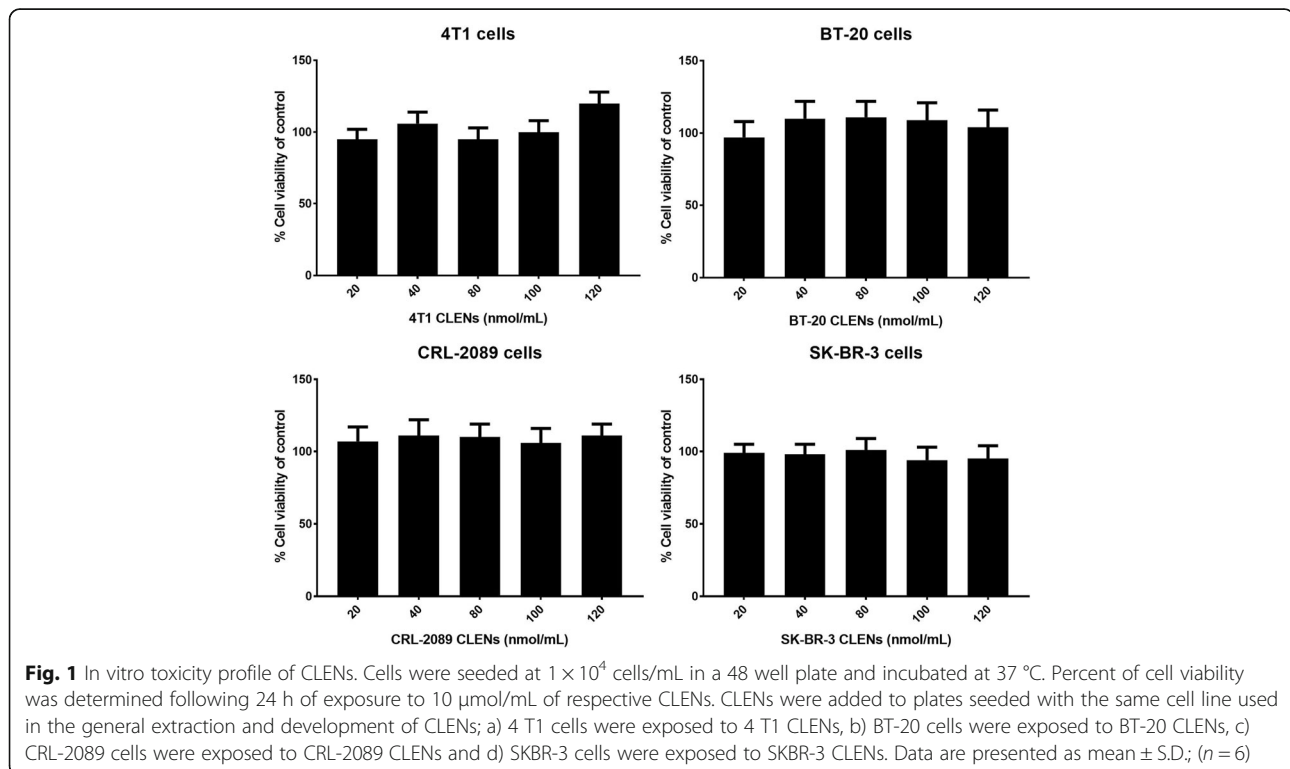 4T1 cells
% Cell viability of control
150
100
50
0
20
40
80
100
120
4T1 CLENs (nmol/mL)
BT-20 cells
% Cell viability of control
150
100
50
0
20
40
80
100
120
BT-20 CLENs (nmol/mL)
CRL-2089 cells
% Cell viability of control
150
100
50
0
20
40
80
100
120
CRL-2089 CLENs (nmol/mL)
SK-BR-3 cells
% Cell viability of control
150
100
50
0
20
40
80
100
120
SK-BR-3 CLENs (nmol/mL)
Fig. 1 In vitro toxicity profile of CLENs. Cells were seeded at 1 × 10⁴ cells/mL in a 48 well plate and incubated at 37 °C. Percent of cell viability
was determined following 24 h of exposure to 10 μmol/mL of respective CLENs. CLENs were added to plates seeded with the same cell line used
in the general extraction and development of CLENs; a) 4 T1 cells were exposed to 4 T1 CLENs, b) BT-20 cells were exposed to BT-20 CLENs, c)
CRL-2089 cells were exposed to CRL-2089 CLENs and d) SKBR-3 cells were exposed to SKBR-3 CLENs. Data are presented as mean ± S.D.; (n = 6)